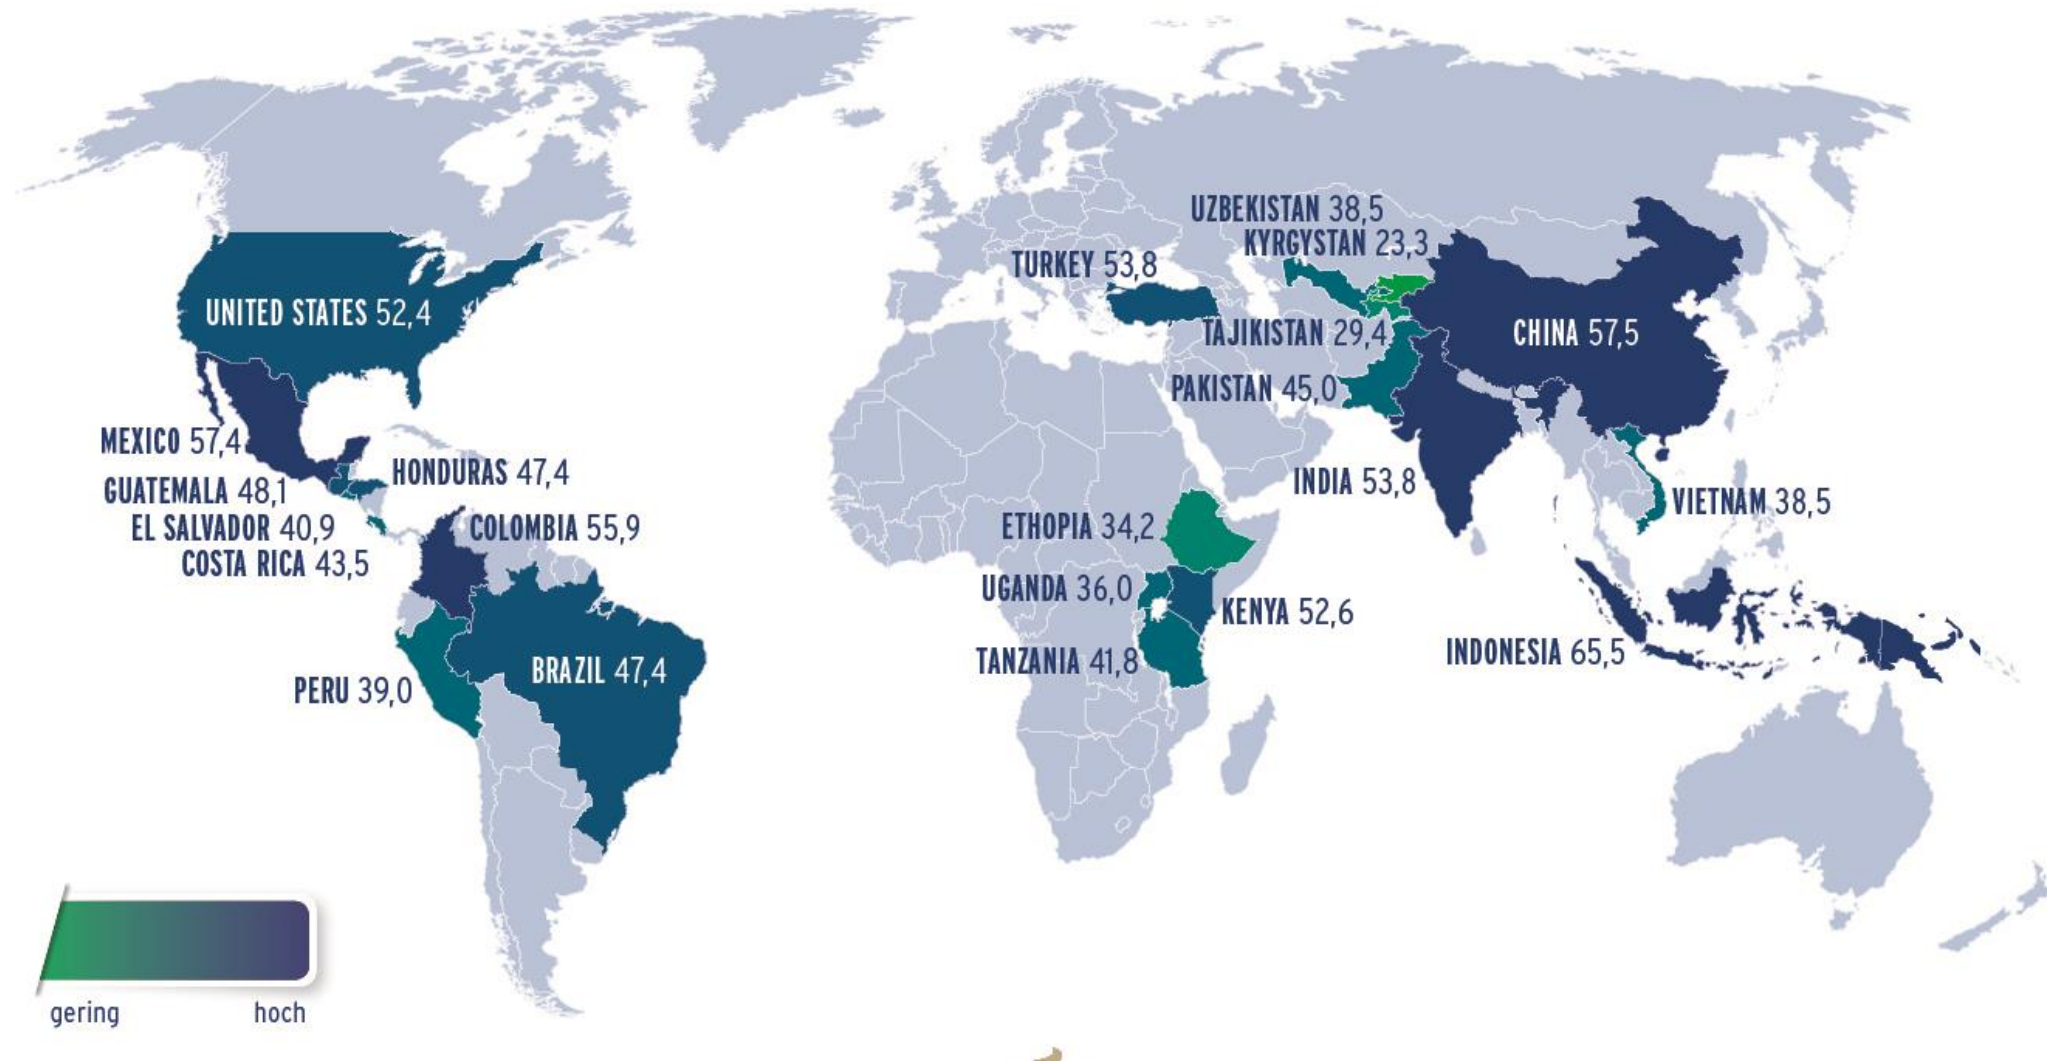 UZBEKISTAN 38,5
KYRGYSTAN 23,3
TURKEY 53,8
UNITED STATES 52,4
TAJIKISTAN 29,4
CHINA 57,5
PAKISTAN 45,0
MEXICO 57,4
HONDURAS 47,4
GUATEMALA 48,1
INDIA 53,8
VIETNAM 38,5
EL SALVADOR 40,9
COLOMBIA 55,9
ETHOPIA 34,2
COSTA RICA 43,5
UGANDA 36,0
KENYA 52,6
INDONESIA 65,5
TANZANIA 41,8
BRAZIL 47,4
PERU 39,0
gering
hoch